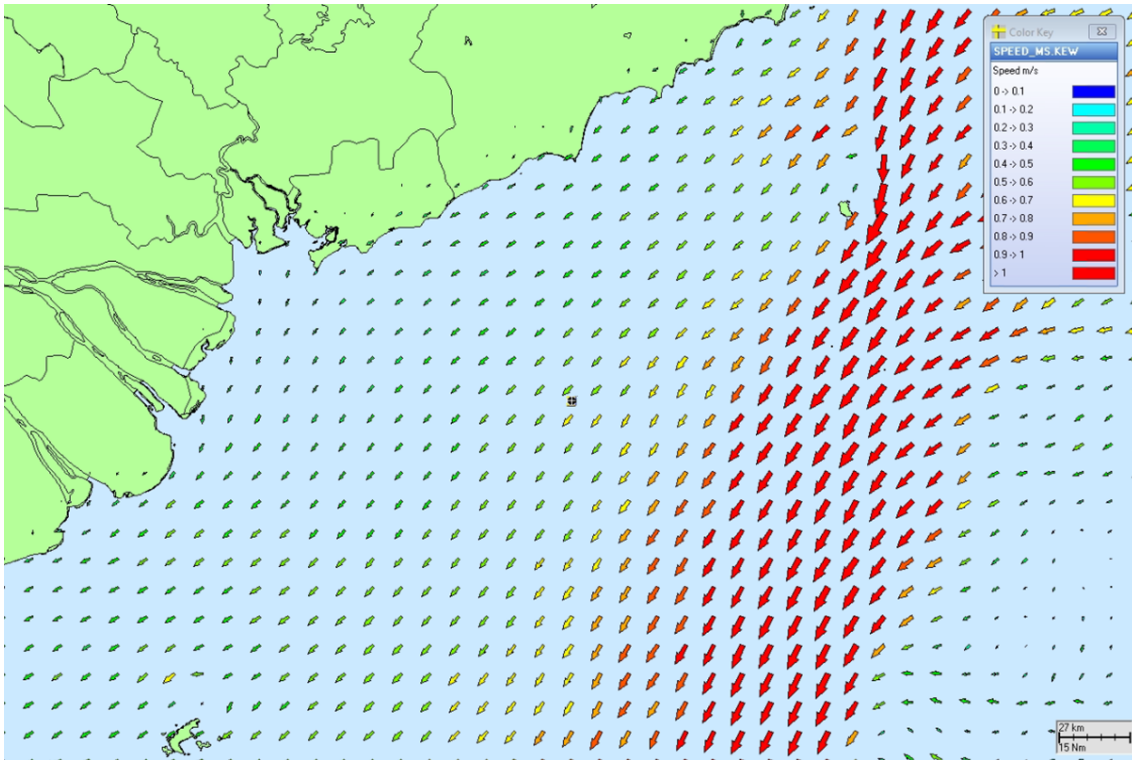 Color Key
SPEED_MS.KEW
Speed m/s
0 -> 0.1
0.1 -> 0.2
0.2 -> 0.3
0.3 -> 0.4
0.4 -> 0.5
0.5 -> 0.6
0.6 -> 0.7
0.7 -> 0.8
0.8 -> 0.9
0.9 -> 1
> 1
27 km
15 Nm